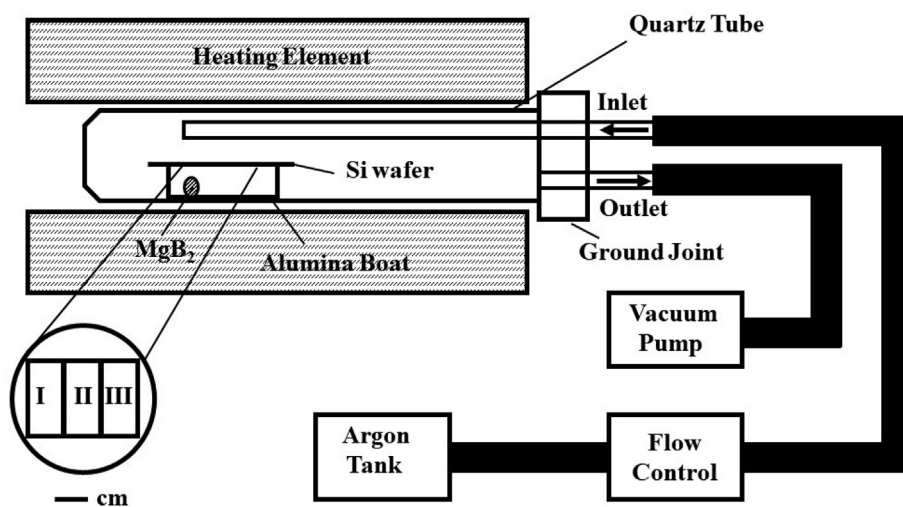 Quartz Tube
Heating Element
Inlet
Si wafer
Outlet
MgB₂
Alumina Boat
Ground Joint
Vacuum
Pump
I II III
Argon
Tank
Flow
Control
cm